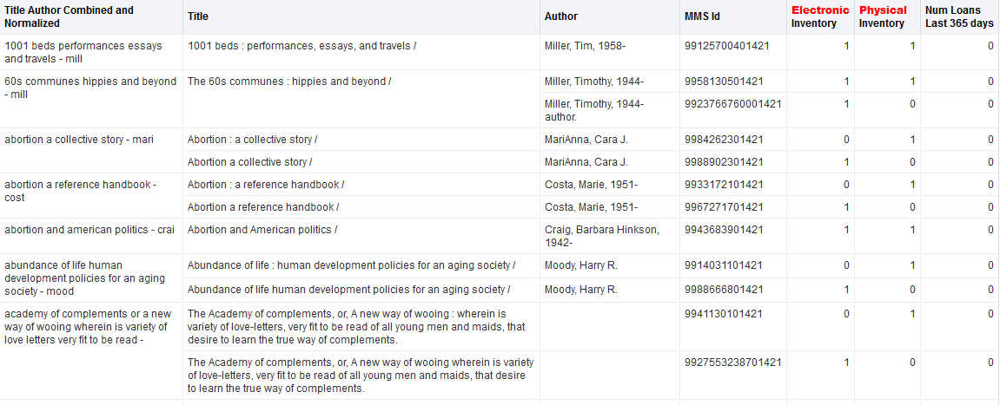 Title Author Combined and Normalized Title Author MMS Id Electronic Inventory Physical Inventory Num Loans Last 365 days
1001 beds performances essays and travels - mill 1001 beds : performances, essays, and travels / Miller, Tim, 1958- 99125700401421 1 1 0
60s communes hippies and beyond - mill The 60s communes : hippies and beyond / Miller, Timothy, 1944- 9958130501421 1 1 0
Miller, Timothy, 1944- author. 9923766760001421 1 0 0
abortion a collective story - mari Abortion : a collective story / MariAnna, Cara J. 9984262301421 0 1 0
Abortion a collective story / MariAnna, Cara J. 9988902301421 1 0 0
abortion a reference handbook - cost Abortion : a reference handbook / Costa, Marie, 1951- 9933172101421 0 1 0
Abortion a reference handbook / Costa, Marie, 1951- 9967271701421 1 0 0
abortion and american politics - crai Abortion and American politics / Craig, Barbara Hinkson, 1942- 9943683901421 1 1 0
abundance of life human development policies for an aging society - mood Abundance of life : human development policies for an aging society / Moody, Harry R. 9914031101421 0 1 0
Abundance of life human development policies for an aging society / Moody, Harry R. 9988666801421 1 0 0
academy of complements or a new way of wooing wherein is variety of love letters very fit to be read - The Academy of complements, or, A new way of wooing : wherein is variety of love-letters, very fit to be read of all young men and maids, that desire to learn the true way of complements. 9941130101421 0 1 0
The Academy of complements, or, A new way of wooing wherein is variety of love-letters, very fit to be read of all young men and maids, that desire to learn the true way of complements. 9927553238701421 1 0 0